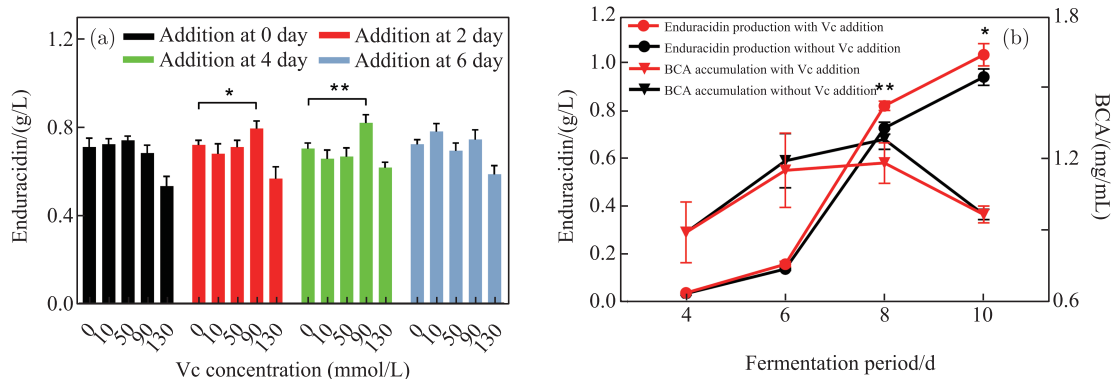 (a)
Addition at 0 day
Addition at 2 day
Addition at 4 day
Addition at 6 day
*
**
1.2
0.8
0.4
0.0
Enduracidin/(g/L)
0 10 50 90 130 0 10 50 90 130 0 10 50 90 130 0 10 50 90 130
Vc concentration (mmol/L)
(b)
Enduracidin production with Vc addition
Enduracidin production without Vc addition
BCA accumulation with Vc addition
BCA accumulation without Vc addition
**
*
1.2
1.0
0.8
0.6
0.4
0.2
0.0
Enduracidin/(g/L)
1.8
1.2
0.6
BCA/(mg/mL)
4 6 8 10
Fermentation period/d